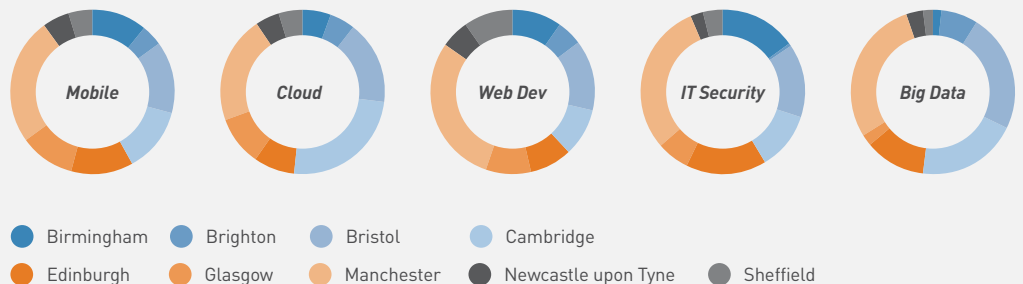 Mobile Cloud Web Dev IT Security Big Data
Birmingham Brighton Bristol Cambridge
Edinburgh Glasgow Manchester Newcastle upon Tyne Sheffield